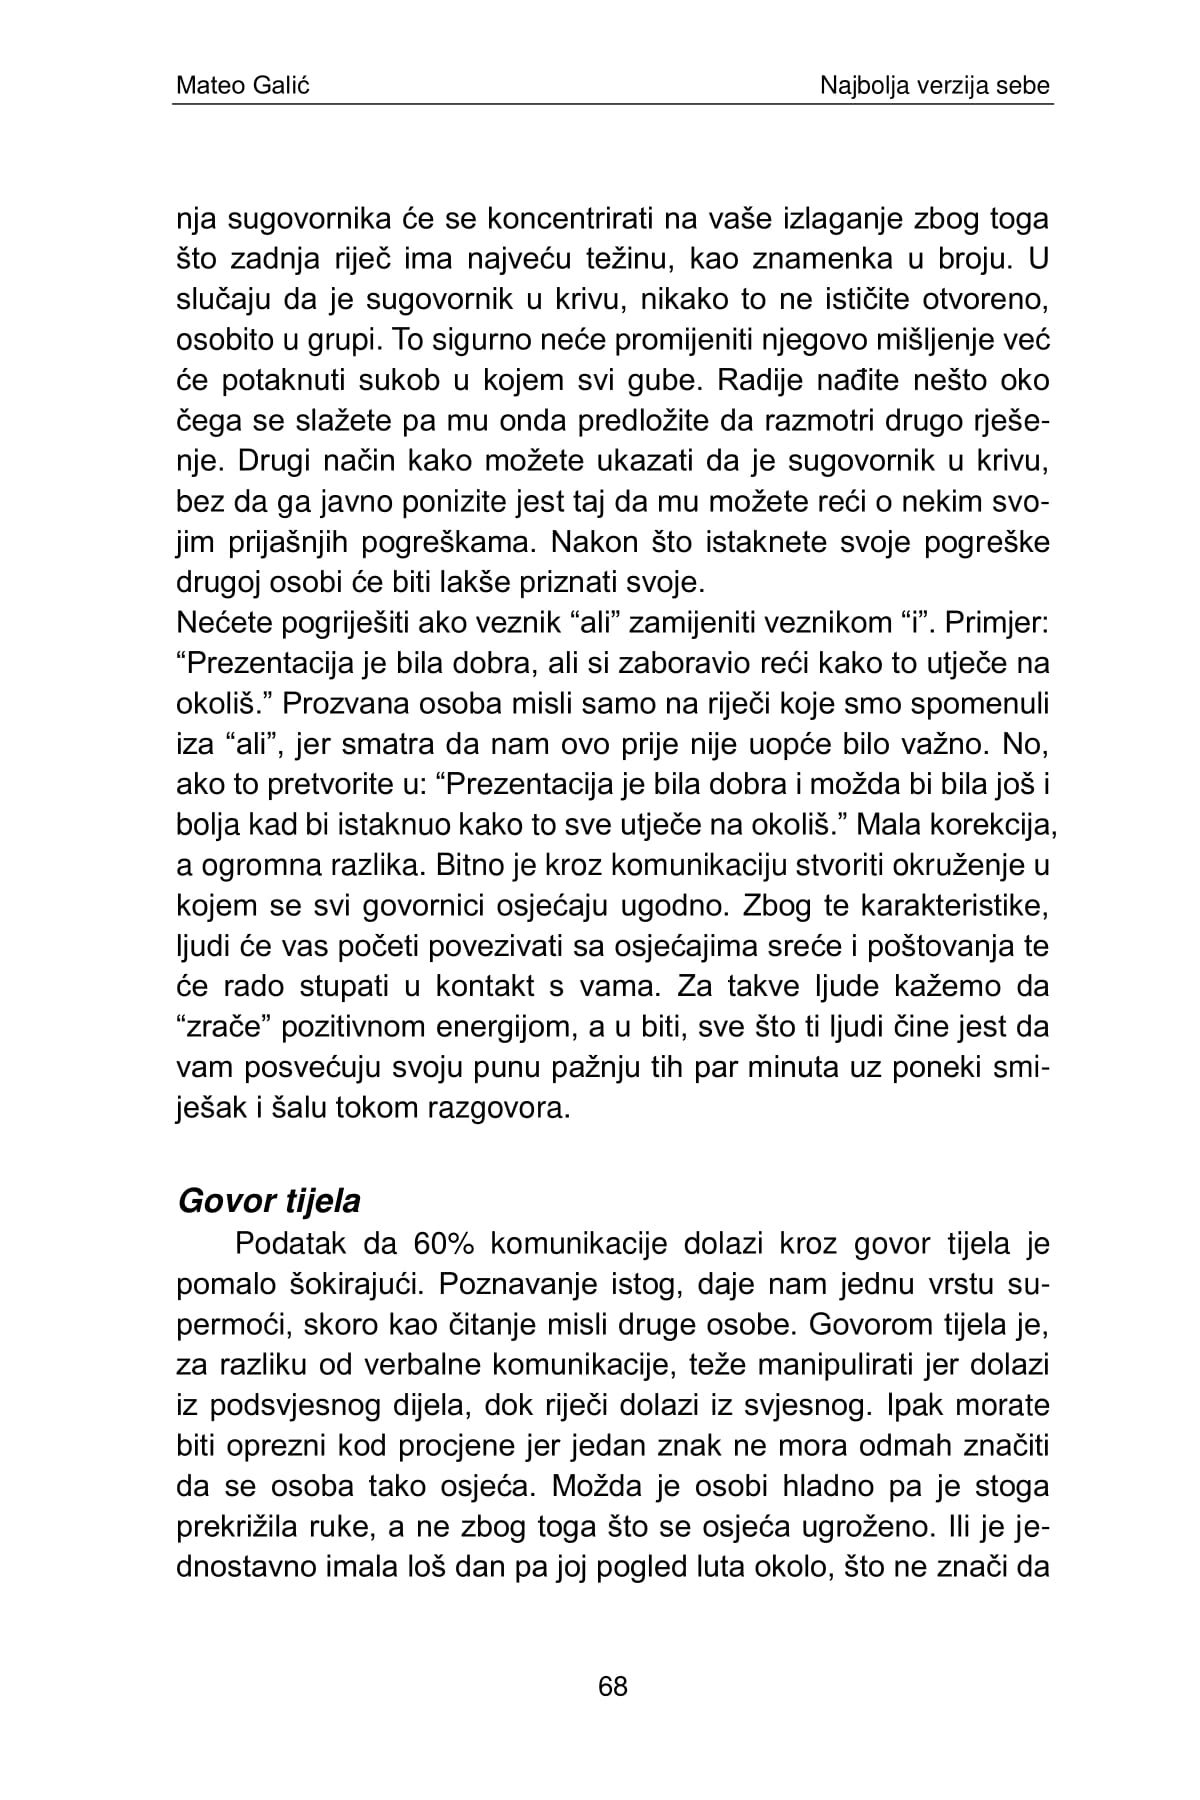 Mateo Galić Najbolja verzija sebe
nja sugovornika će se koncentrirati na vaše izlaganje zbog toga
što zadnja riječ ima najveću težinu, kao znamenka u broju. U
slučaju da je sugovornik u krivu, nikako to ne ističite otvoreno,
osobito u grupi. To sigurno neće promijeniti njegovo mišljenje već
će potaknuti sukob u kojem svi gube. Radije nađite nešto oko
čega se slažete pa mu onda predložite da razmotri drugo rješe-
nje. Drugi način kako možete ukazati da je sugovornik u krivu,
bez da ga javno ponizite jest taj da mu možete reći o nekim svo-
jim prijašnjih pogreškama. Nakon što istaknete svoje pogreške
drugoj osobi će biti lakše priznati svoje.
Nećete pogriješiti ako veznik “ali” zamijeniti veznikom “i”. Primjer:
“Prezentacija je bila dobra, ali si zaboravio reći kako to utječe na
okoliš.” Prozvana osoba misli samo na riječi koje smo spomenuli
iza “ali”, jer smatra da nam ovo prije nije uopće bilo važno. No,
ako to pretvorite u: “Prezentacija je bila dobra i možda bi bila još i
bolja kad bi istaknuo kako to sve utječe na okoliš.” Mala korekcija,
a ogromna razlika. Bitno je kroz komunikaciju stvoriti okruženje u
kojem se svi govornici osjećaju ugodno. Zbog te karakteristike,
ljudi će vas početi povezivati sa osjećajima sreće i poštovanja te
će rado stupati u kontakt s vama. Za takve ljude kažemo da
“zrače” pozitivnom energijom, a u biti, sve što ti ljudi čine jest da
vam posvećuju svoju punu pažnju tih par minuta uz poneki smi-
ješak i šalu tokom razgovora.
Govor tijela
Podatak da 60% komunikacije dolazi kroz govor tijela je
pomalo šokirajući. Poznavanje istog, daje nam jednu vrstu su-
permoći, skoro kao čitanje misli druge osobe. Govorom tijela je,
za razliku od verbalne komunikacije, teže manipulirati jer dolazi
iz podsvjesnog dijela, dok riječi dolazi iz svjesnog. Ipak morate
biti oprezni kod procjene jer jedan znak ne mora odmah značiti
da se osoba tako osjeća. Možda je osobi hladno pa je stoga
prekrižila ruke, a ne zbog toga što se osjeća ugroženo. Ili je je-
dnostavno imala loš dan pa joj pogled luta okolo, što ne znači da
68